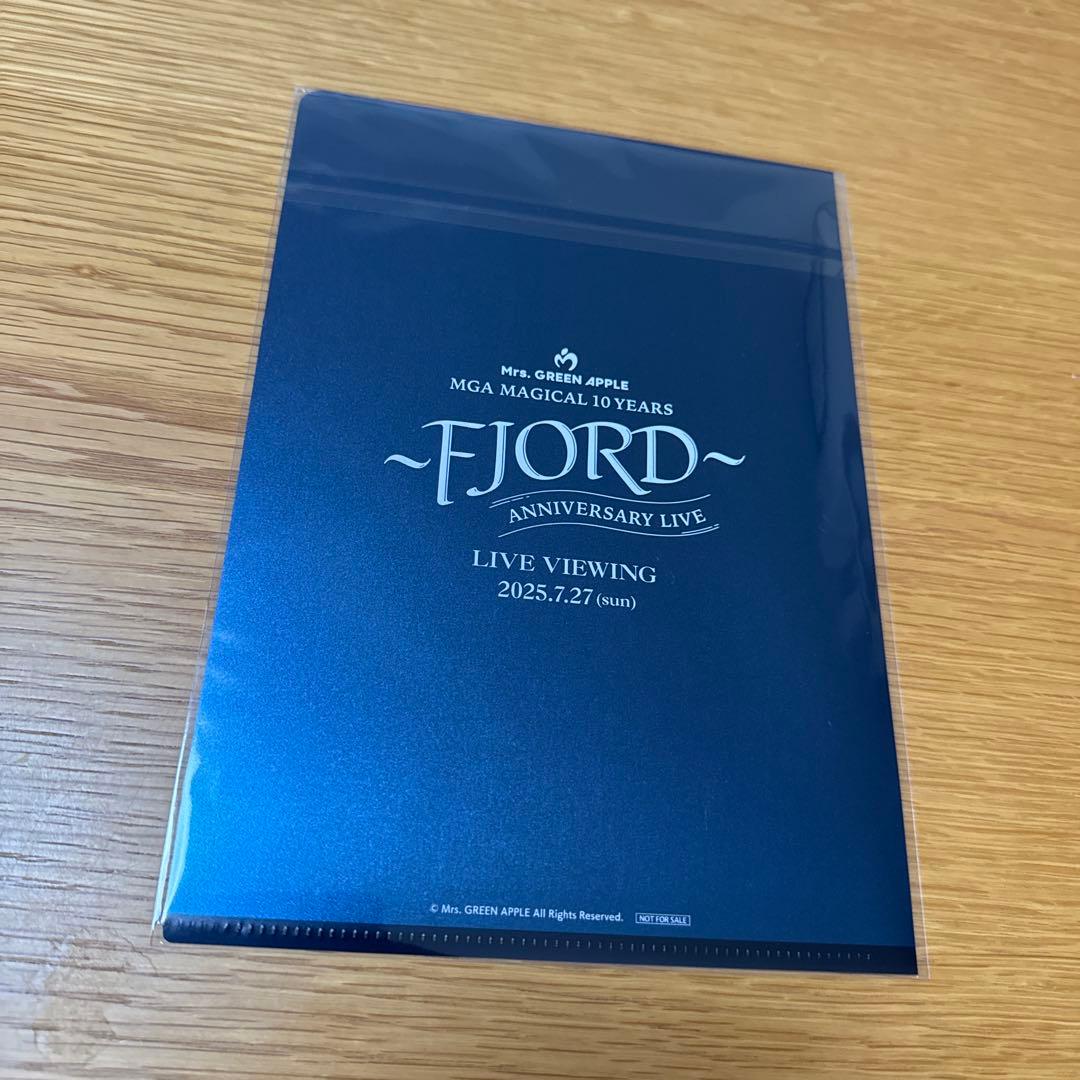 Mrs. GREEN APPLE
MGA MAGICAL 10 YEARS
~FJORD~
ANNIVERSARY LIVE
LIVE VIEWING
2025.7.27 (sun)
© Mrs. GREEN APPLE All Rights Reserved. NOT FOR SALE